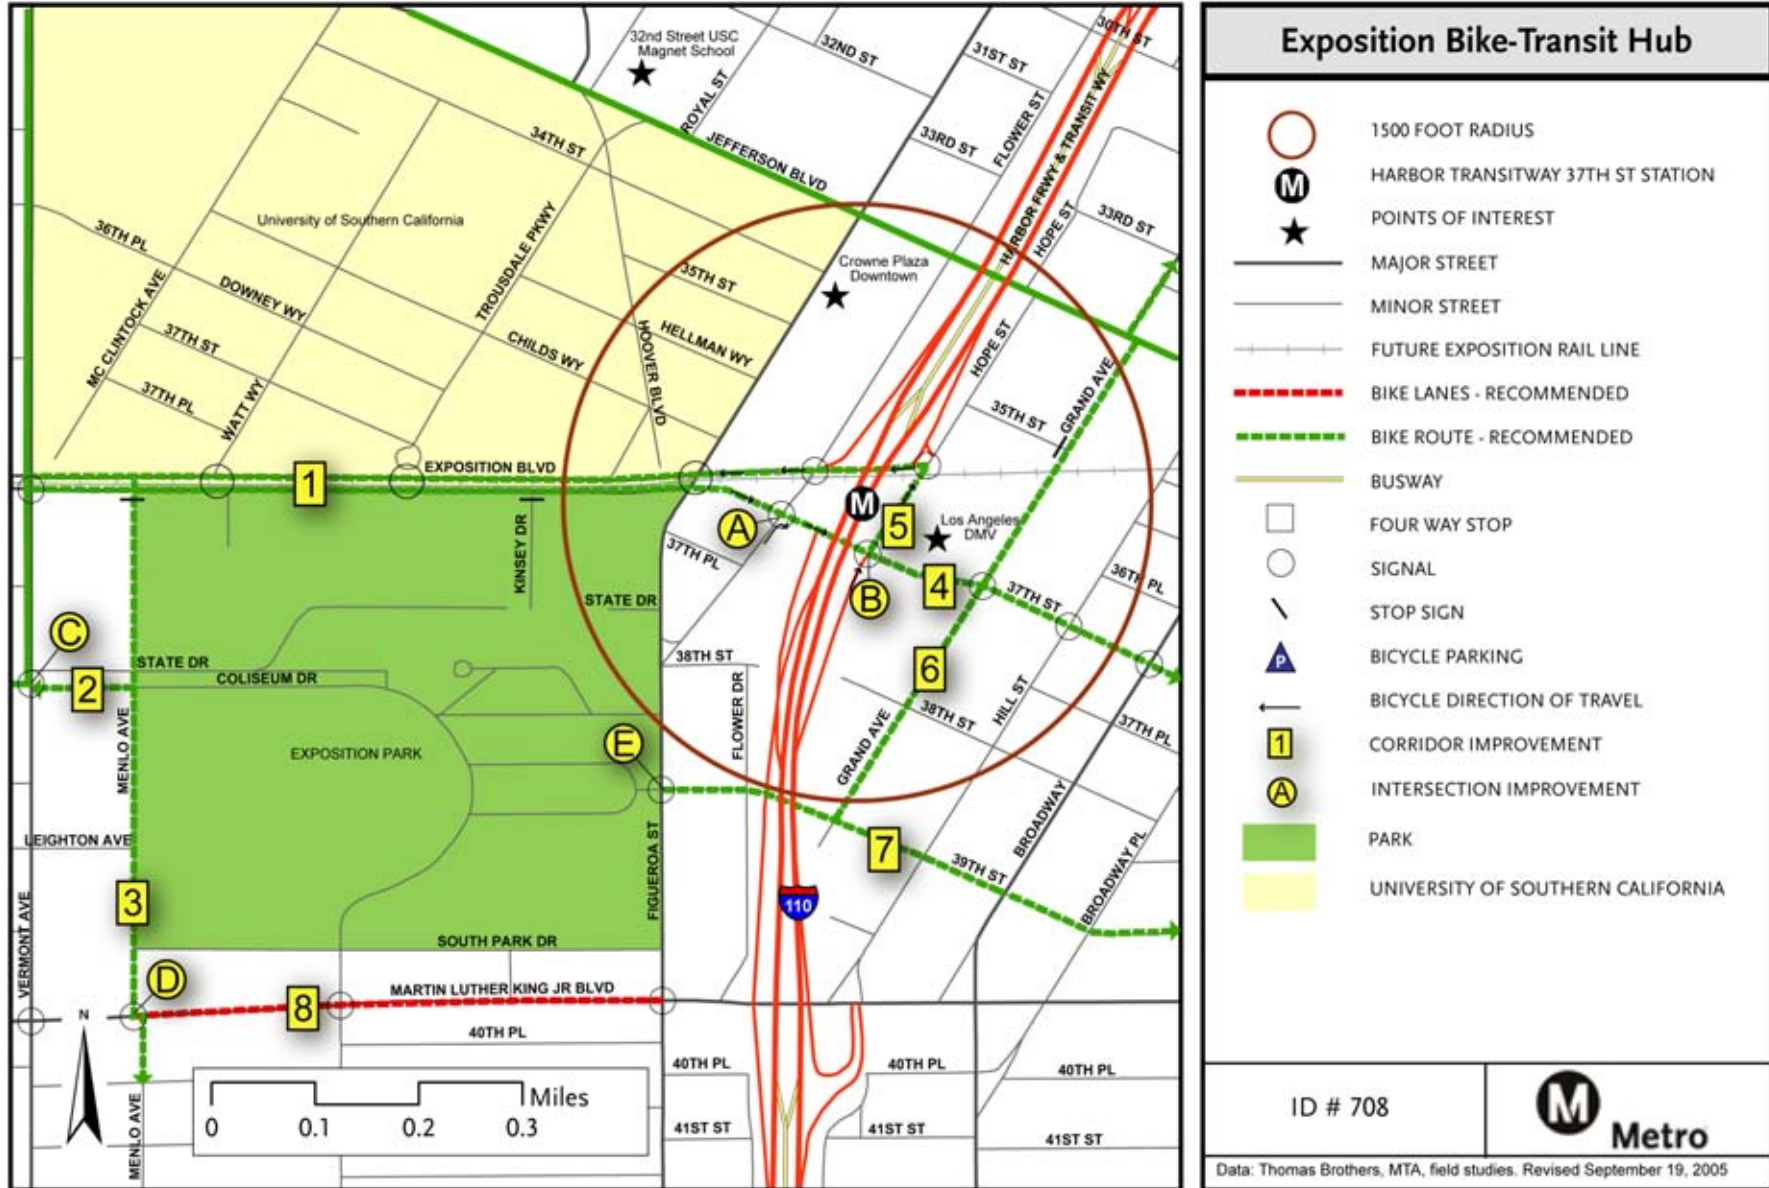 32nd Street USC
Magnet School
32ND ST
31ST ST
30TH ST
ROYAL ST
FLOWER ST
33RD ST
HARBOR FRWY & TRANSIT WY
34TH ST
JEFFERSON BLVD
University of Southern California
TROUSDALE PKWY
33RD ST
HOPE ST
36TH PL
MC CLINTOCK AVE
DOWNEY WY
35TH ST
Crowne Plaza
Downtown
37TH ST
CHILDS WY
HOOVER BLVD
HELLMAN WY
HOPE ST
37TH PL
WATT WY
35TH ST
GRAND AVE
EXPOSITION BLVD
1
M
A
5
Los Angeles
DMV
KINSEY DR
37TH PL
B
4
37TH ST
36TH PL
STATE DR
C
STATE DR
COLISEUM DR
2
38TH ST
6
FLOWER DR
38TH ST
HILL ST
37TH PL
MENLO AVE
EXPOSITION PARK
E
GRAND AVE
LEIGHTON AVE
7
39TH ST
BROADWAY
BROADWAY PL
3
FIGUEROA ST
110
VERMONT AVE
SOUTH PARK DR
D
8
MARTIN LUTHER KING JR BLVD
N
40TH PL
40TH PL
40TH PL
40TH PL
Miles
0 0.1 0.2 0.3
MENLO AVE
41ST ST
41ST ST
41ST ST
Exposition Bike-Transit Hub
1500 FOOT RADIUS
M HARBOR TRANSITWAY 37TH ST STATION
POINTS OF INTEREST
MAJOR STREET
MINOR STREET
FUTURE EXPOSITION RAIL LINE
BIKE LANES - RECOMMENDED
BIKE ROUTE - RECOMMENDED
BUSWAY
FOUR WAY STOP
SIGNAL
STOP SIGN
P BICYCLE PARKING
BICYCLE DIRECTION OF TRAVEL
1 CORRIDOR IMPROVEMENT
A INTERSECTION IMPROVEMENT
PARK
UNIVERSITY OF SOUTHERN CALIFORNIA
ID # 708
M Metro
Data: Thomas Brothers, MTA, field studies. Revised September 19, 2005